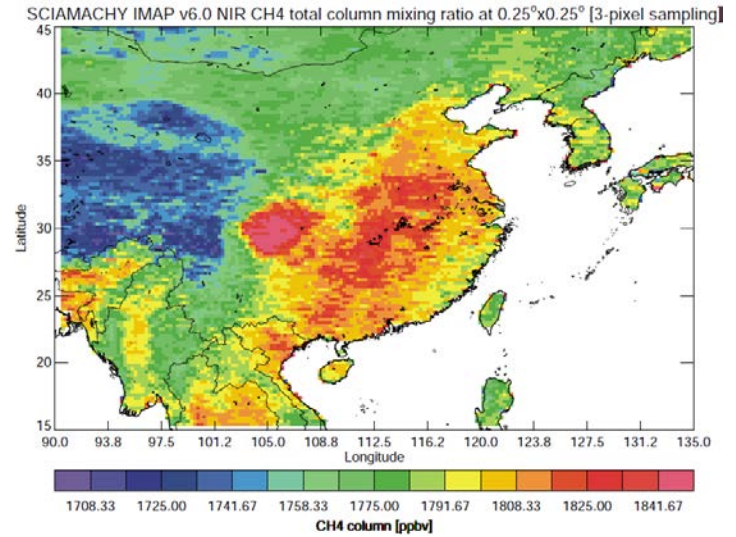 SCIAMACHY IMAP v6.0 NIR CH4 total column mixing ratio at 0.25°x0.25° [3-pixel sampling]
45
40
35
30
25
20
15
Latitude
90.0 93.8 97.5 101.2 105.0 108.8 112.5 116.2 120.0 123.8 127.5 131.2 135.0
Longitude
1708.33 1725.00 1741.67 1758.33 1775.00 1791.67 1808.33 1825.00 1841.67
CH4 column [ppbv]